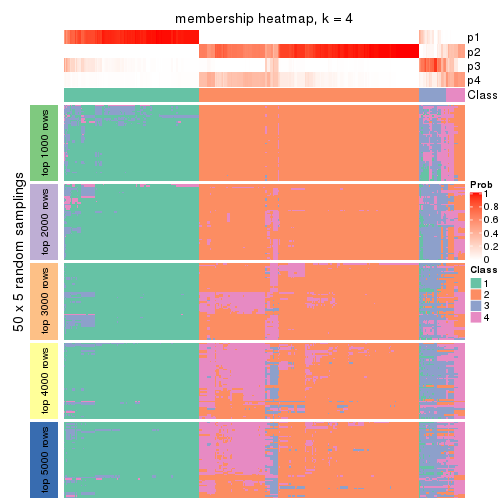 membership heatmap, k = 4
p1
p2
p3
p4
Class
50 x 5 random samplings
top 1000 rows
top 2000 rows
top 3000 rows
top 4000 rows
top 5000 rows
Prob
1
0.8
0.6
0.4
0.2
0
Class
1
2
3
4